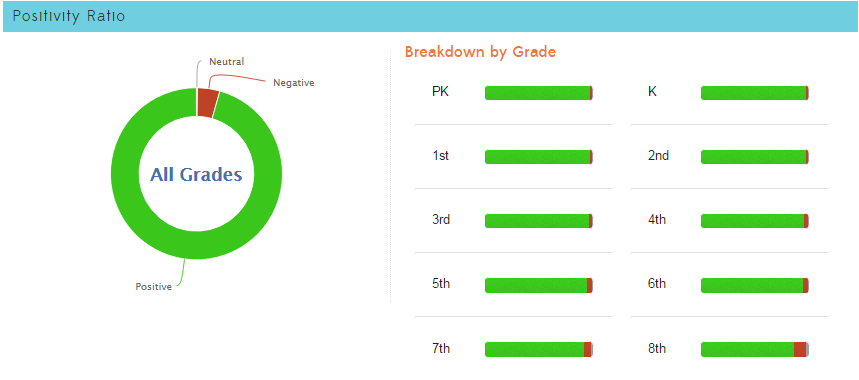 Positivity Ratio
Neutral
Negative
All Grades
Positive
Breakdown by Grade
PK
K
1st
2nd
3rd
4th
5th
6th
7th
8th